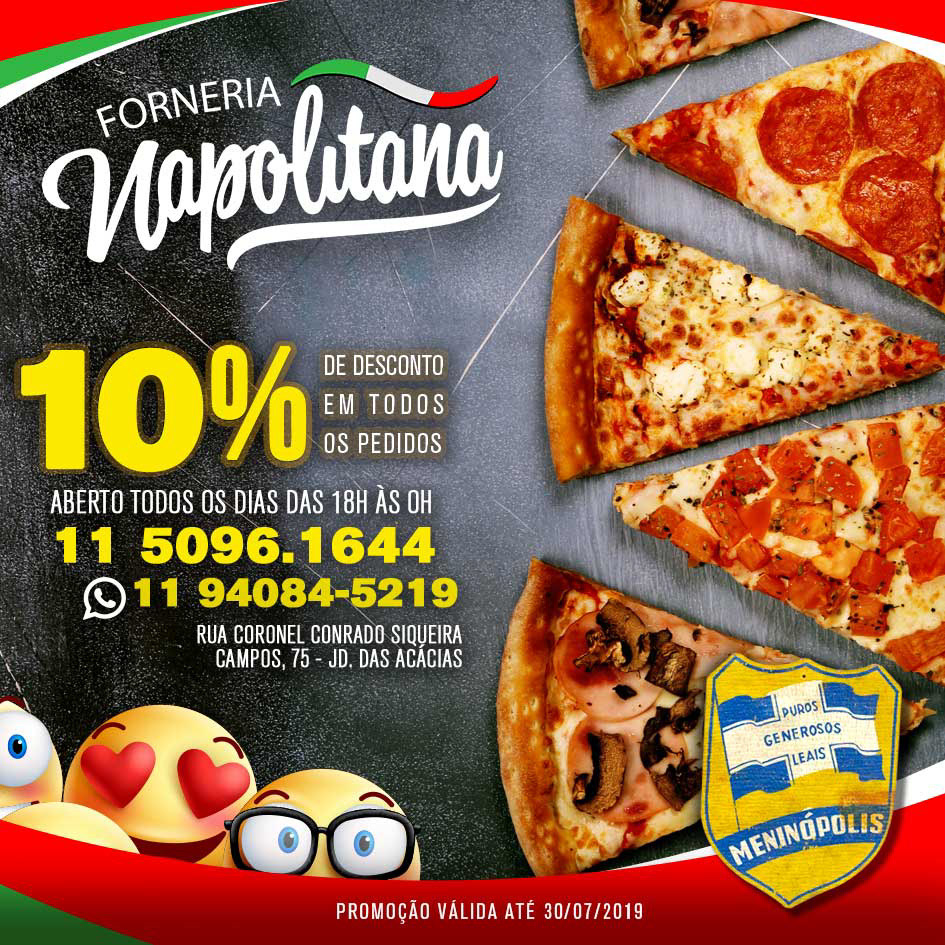 FORNERIA
Napolitana
10%
DE DESCONTO
EM TODOS
OS PEDIDOS
ABERTO TODOS OS DIAS DAS 18H ÀS 0H
11 5096.1644
11 94084-5219
RUA CORONEL CONRADO SIQUEIRA
CAMPOS, 75 - JD. DAS ACÁCIAS
PUROS
GENEROSOS
LEAIS
MENINÓPOLIS
PROMOÇÃO VÁLIDA ATÉ 30/07/2019